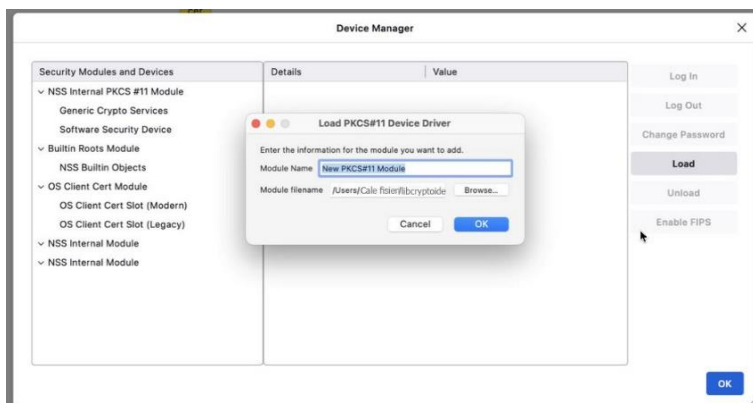 Device Manager
Security Modules and Devices
Details
Value
NSS Internal PKCS #11 Module
Generic Crypto Services
Software Security Device
Builtin Roots Module
NSS Builtin Objects
OS Client Cert Module
OS Client Cert Slot (Modern)
OS Client Cert Slot (Legacy)
NSS Internal Module
NSS Internal Module
Load PKCS#11 Device Driver
Enter the information for the module you want to add.
Module Name New PKCS#11 Module
Module filename /Users/Cale fisier/libcryptoide Browse...
Cancel OK
Log In
Log Out
Change Password
Load
Unload
Enable FIPS
OK